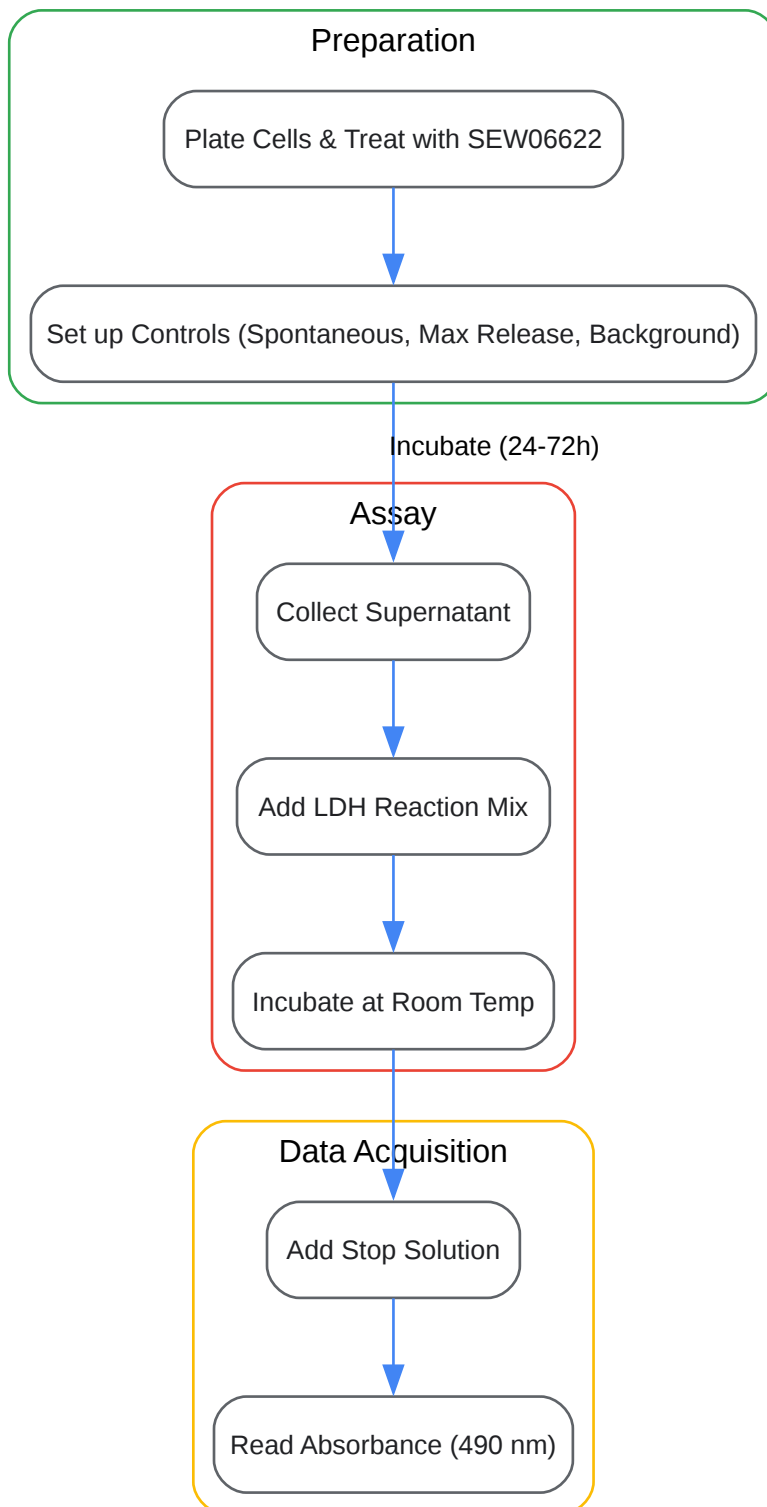 Preparation
Plate Cells & Treat with SEW06622
Set up Controls (Spontaneous, Max Release, Background)
Incubate (24-72h)
Assay
Collect Supernatant
Add LDH Reaction Mix
Incubate at Room Temp
Data Acquisition
Add Stop Solution
Read Absorbance (490 nm)